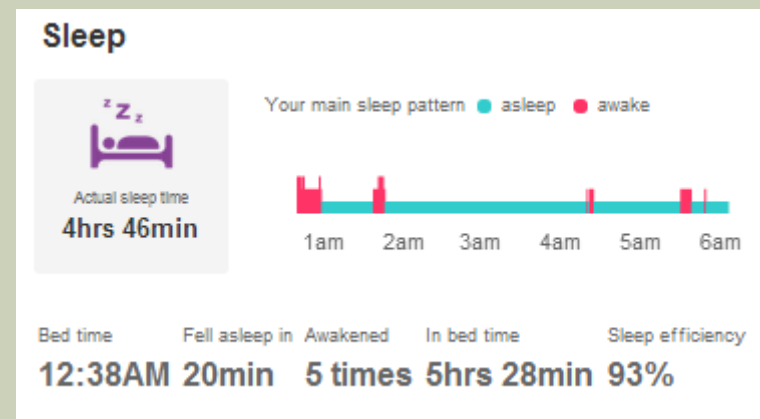 Sleep
z z z
Actual sleep time
4hrs 46min
Your main sleep pattern asleep awake
1am 2am 3am 4am 5am 6am
Bed time Fell asleep in Awakened In bed time Sleep efficiency
12:38AM 20min 5 times 5hrs 28min 93%